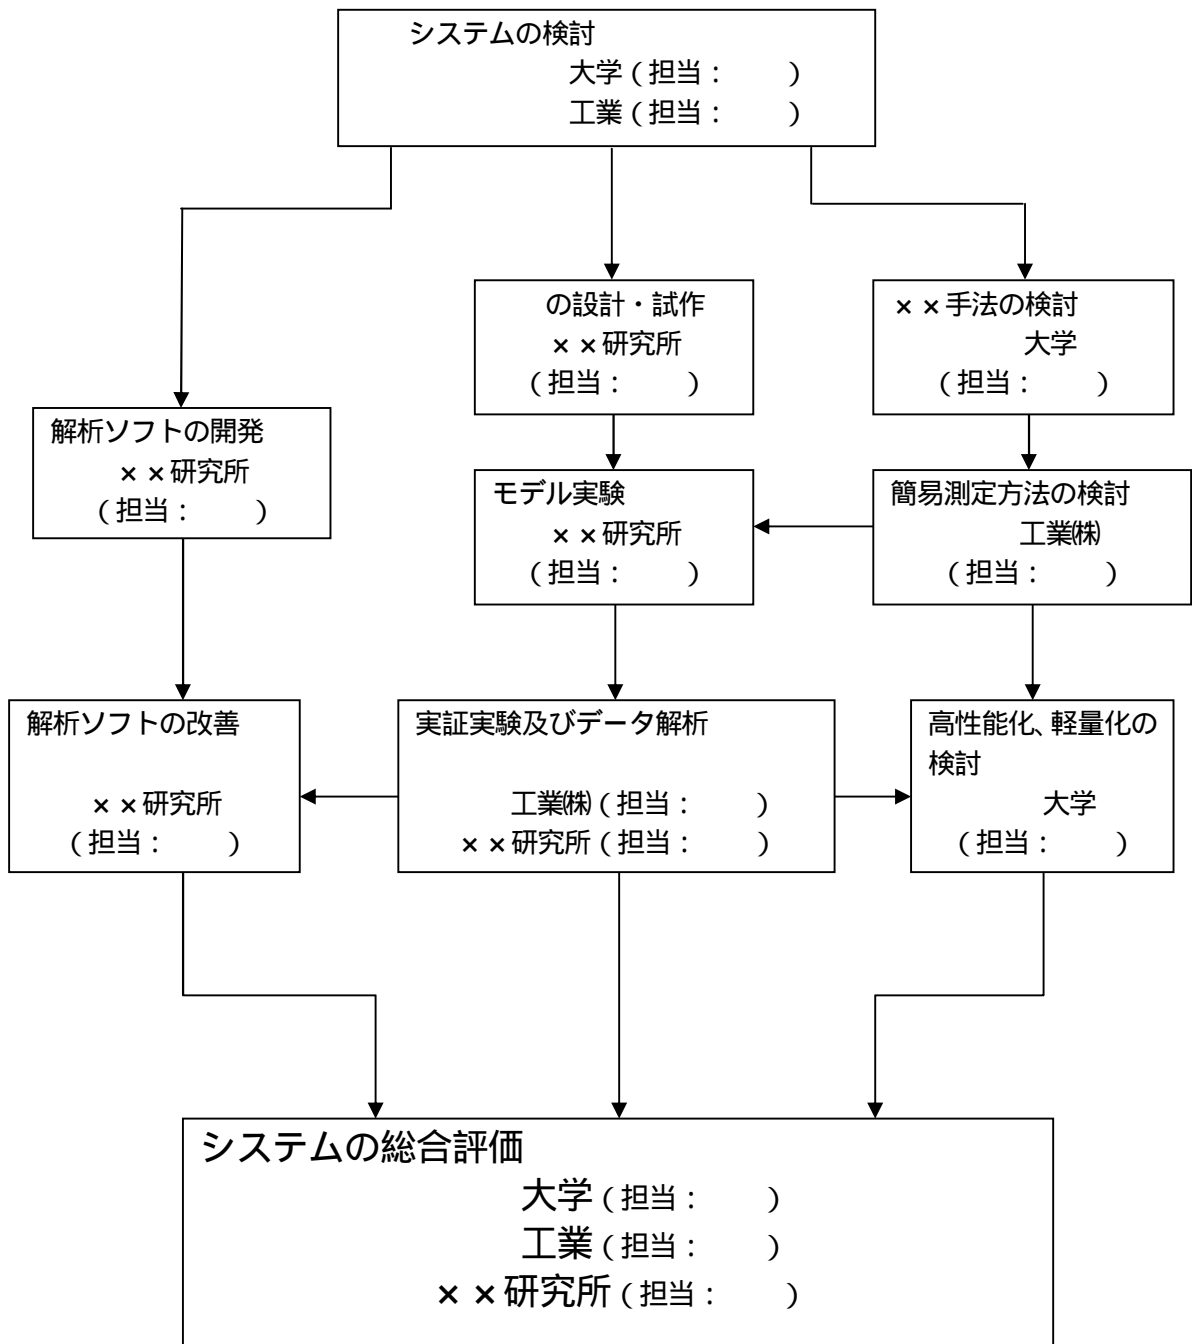 システムの検討
大学(担当:　　)
工業(担当:　　)
の設計・試作
××研究所
(担当:　　)
××手法の検討
大学
(担当:　　)
解析ソフトの開発
××研究所
(担当:　　)
モデル実験
××研究所
(担当:　　)
簡易測定方法の検討
工業㈱
(担当:　　)
解析ソフトの改善
××研究所
(担当:　　)
実証実験及びデータ解析
工業㈱(担当:　　)
××研究所(担当:　　)
高性能化、軽量化の
検討
大学
(担当:　　)
システムの総合評価
大学(担当:　　)
工業(担当:　　)
××研究所(担当:　　)